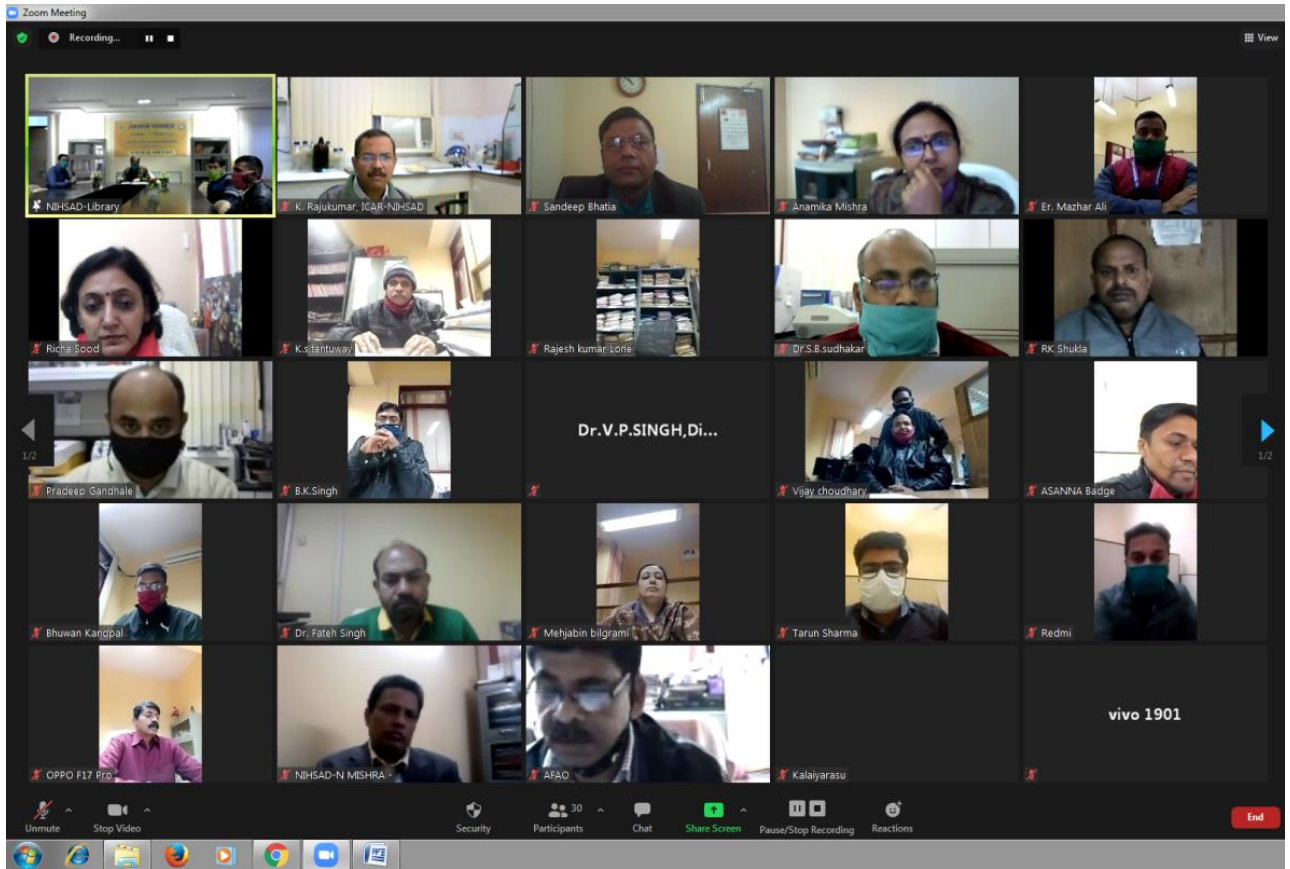 Zoom Meeting
Recording...
View
NIHSAD-Library
K. Rajukumar, ICAR-NIHSAD
Sandeep Bhatia
Anamika Mishra
Er. Mazhar Ali
Richa Sood
K.s tantuway
Rajesh kumar Lone
Dr.S.B.sudhakar
RK Shukla
1/2
Pradeep Gandhale
B.K.Singh
Dr.V.P.SINGH,Di...
Vijay choudhary
ASANNA Badge
1/2
Bhuwan Kandpal
Dr. Fateh Singh
Mehjabin bilgrami
Tarun Sharma
Redmi
OPPO F17 Pro
NIHSAD-N MISHRA -
AFAO
Kalaiyarasu
vivo 1901
Unmute
Stop Video
Security
30
Participants
Chat
Share Screen
Pause/Stop Recording
Reactions
End